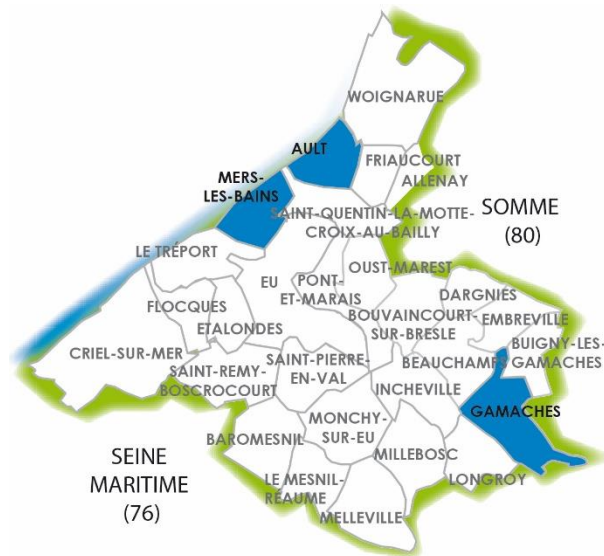 WOIGNARUE
AULT
FRIAUCOURT
ALLENAY
MERS-
LES-BAINS
SAINT-QUENTIN-LA-MOTTE-
CROIX-AU-BAILLY
SOMME
(80)
LE TRÉPORT
EU
PONT-
ET-MARAIS
OUST-MAREST
DARGNIES
FLOCQUES
ETALONDES
BOUVAINCOURT-
SUR-BRESLE
EMBREVILLE
BUIGNY-LES-
GAMACHES
CRIEL-SUR-MER
SAINT-REMY-
BOSCROCOURT
SAINT-PIERRE-
EN-VAL
BEAUCHAMPS
INCHEVILLE
GAMACHES
MONCHY-
SUR-EU
BAROMESNIL
MILLEBOSC
SEINE
MARITIME
(76)
LE MESNIL-
RÉAUME
LONGROY
MELLEVILLE